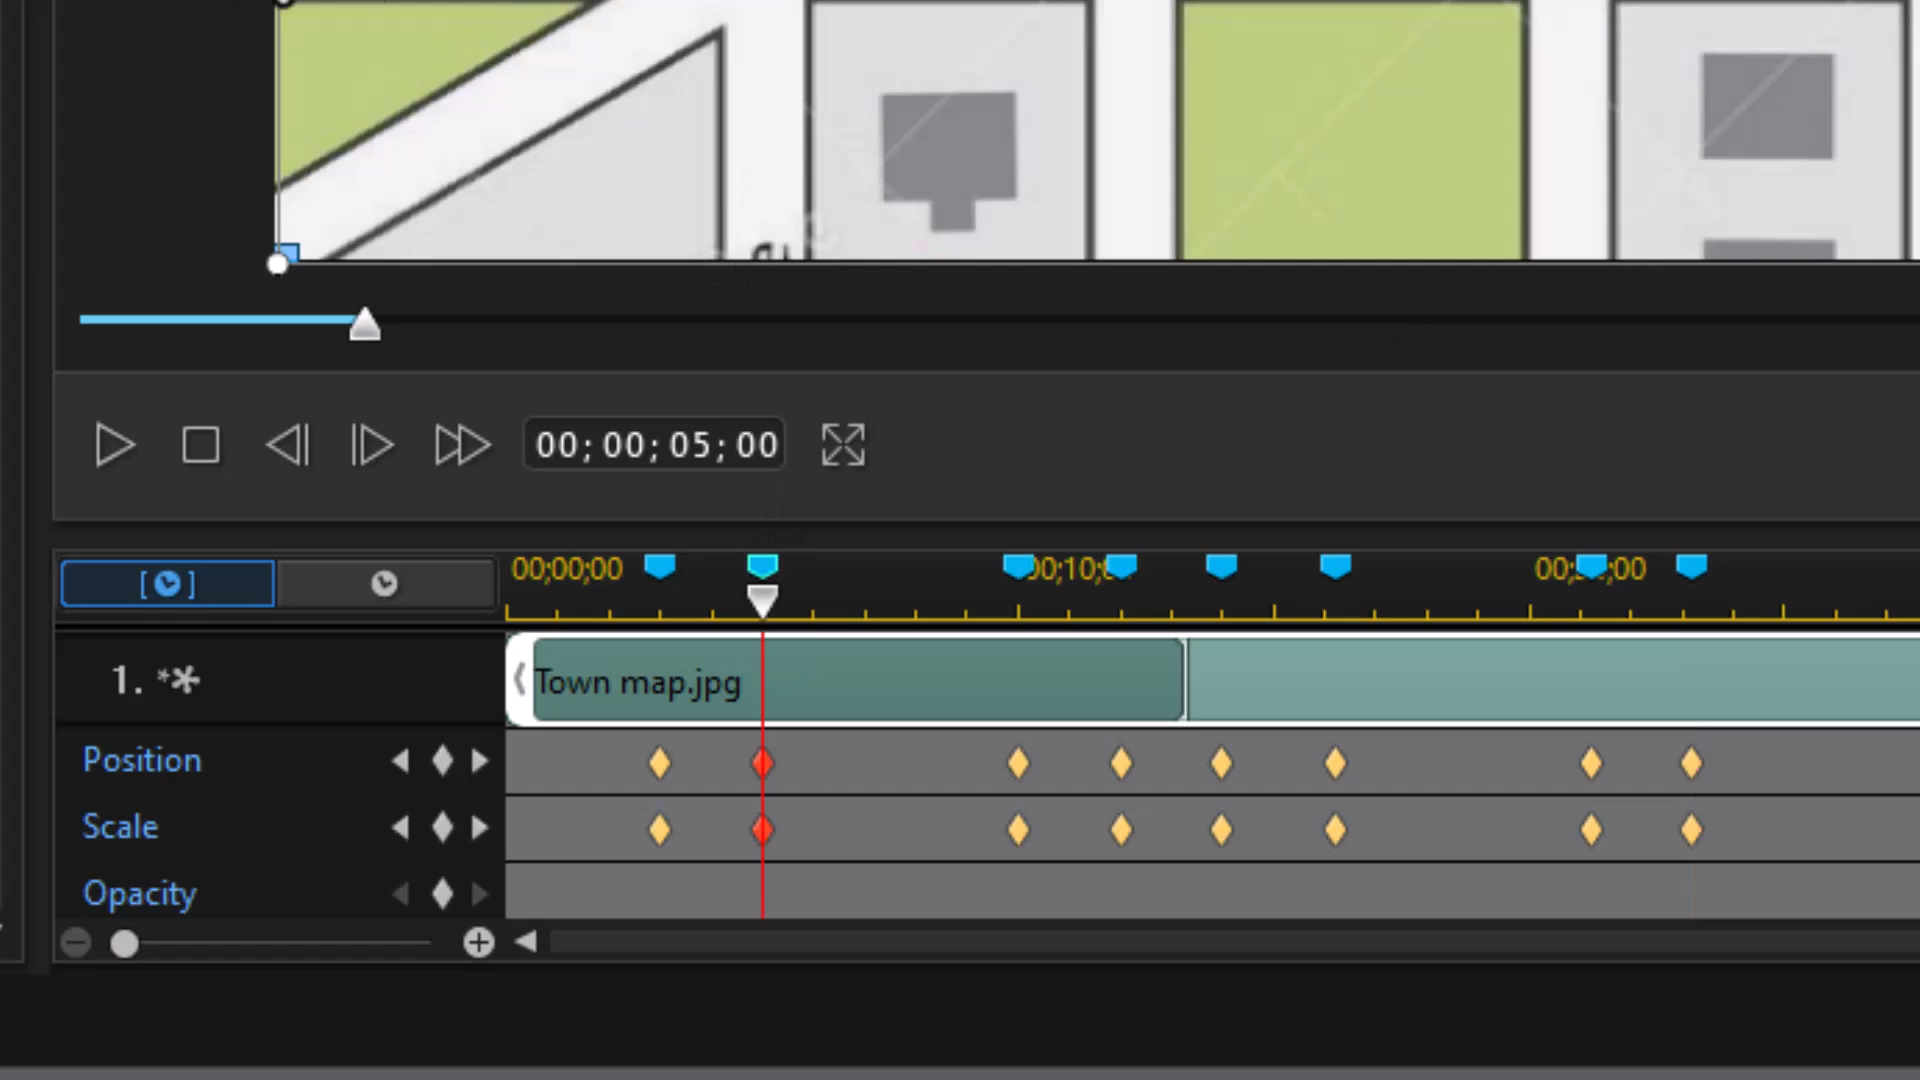 00; 00; 05; 00
00;00;00
1. **
Town map.jpg
Position
Scale
Opacity